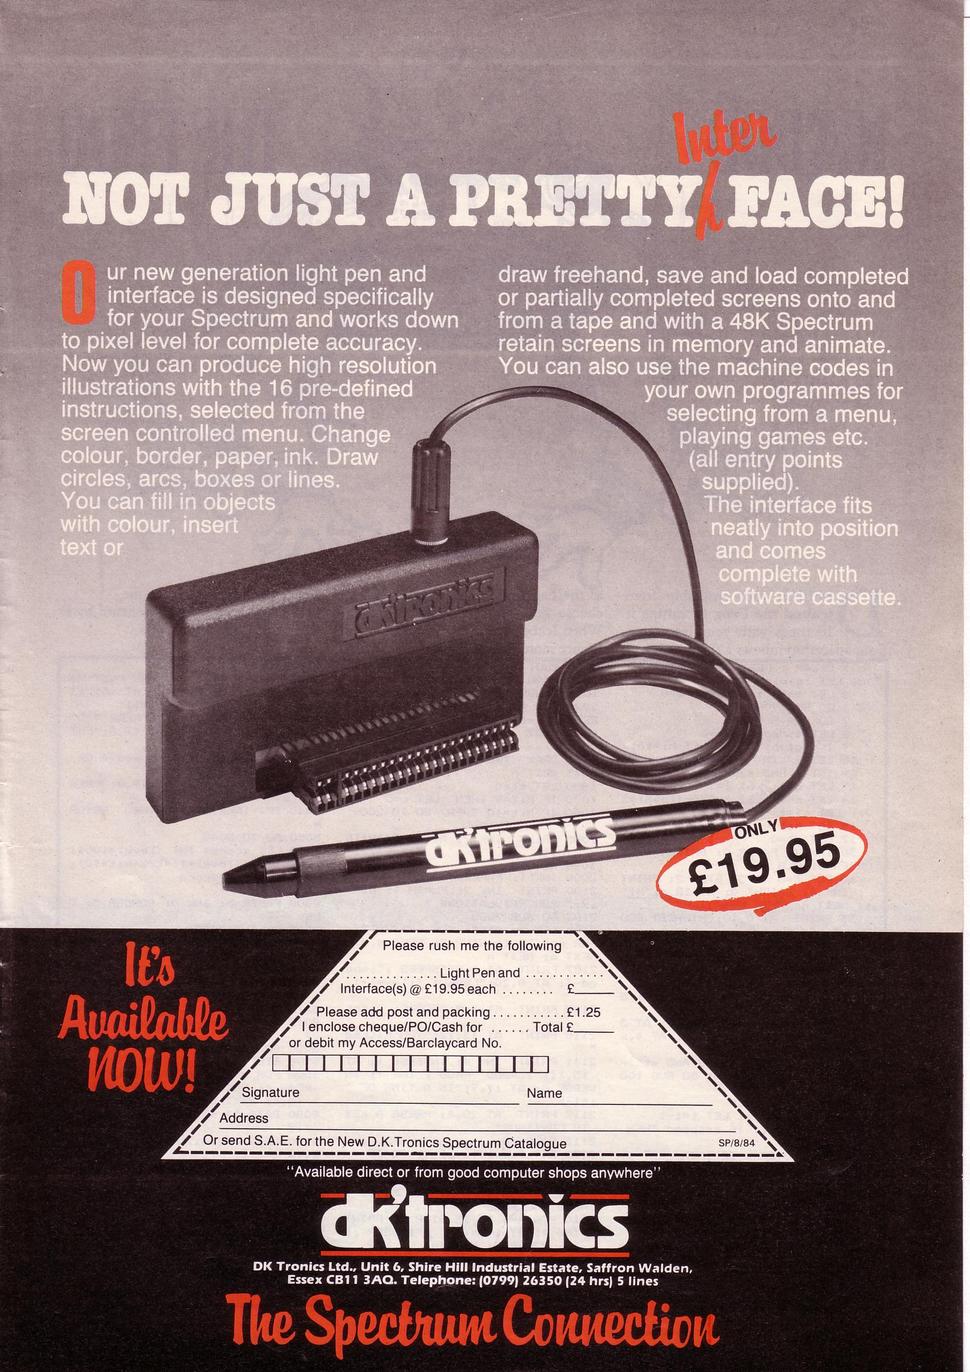 Inter
NOT JUST A PRETTY FACE!
Our new generation light pen and
interface is designed specifically
for your Spectrum and works down
to pixel level for complete accuracy.
Now you can produce high resolution
illustrations with the 16 pre-defined
instructions, selected from the
screen controlled menu. Change
colour, border, paper, ink. Draw
circles, arcs, boxes or lines.
You can fill in objects
with colour, insert
text or
draw freehand, save and load completed
or partially completed screens onto and
from a tape and with a 48K Spectrum
retain screens in memory and animate.
You can also use the machine codes in
your own programmes for
selecting from a menu,
playing games etc.
(all entry points
supplied).
The interface fits
neatly into position
and comes
complete with
software cassette.
dk'tronics
dk'tronics
ONLY
£19.95
It's
Available
NOW!
Please rush me the following
.............. Light Pen and ............
Interface(s) @ £19.95 each ........ £_____
Please add post and packing ........... £1.25
I enclose cheque/PO/Cash for ...... Total £_____
or debit my Access/Barclaycard No.
Signature Name
Address
Or send S.A.E. for the New D.K.Tronics Spectrum Catalogue SP/8/84
"Available direct or from good computer shops anywhere"
dk'tronics
DK Tronics Ltd., Unit 6, Shire Hill Industrial Estate, Saffron Walden,
Essex CB11 3AQ. Telephone: (0799) 26350 (24 hrs) 5 lines
The Spectrum Connection